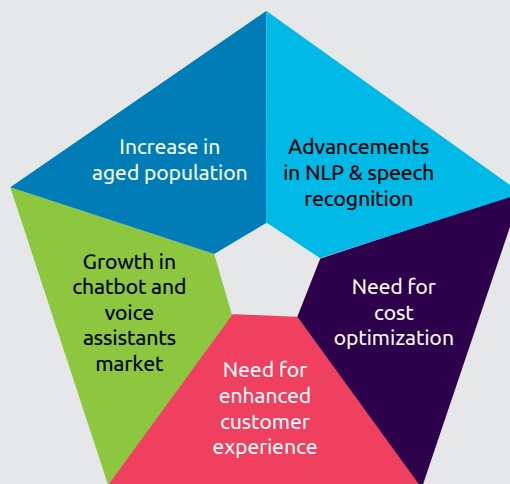 Increase in
aged population
Advancements
in NLP & speech
recognition
Growth in
chatbot and
voice
assistants
market
Need for
cost
optimization
Need for
enhanced
customer
experience